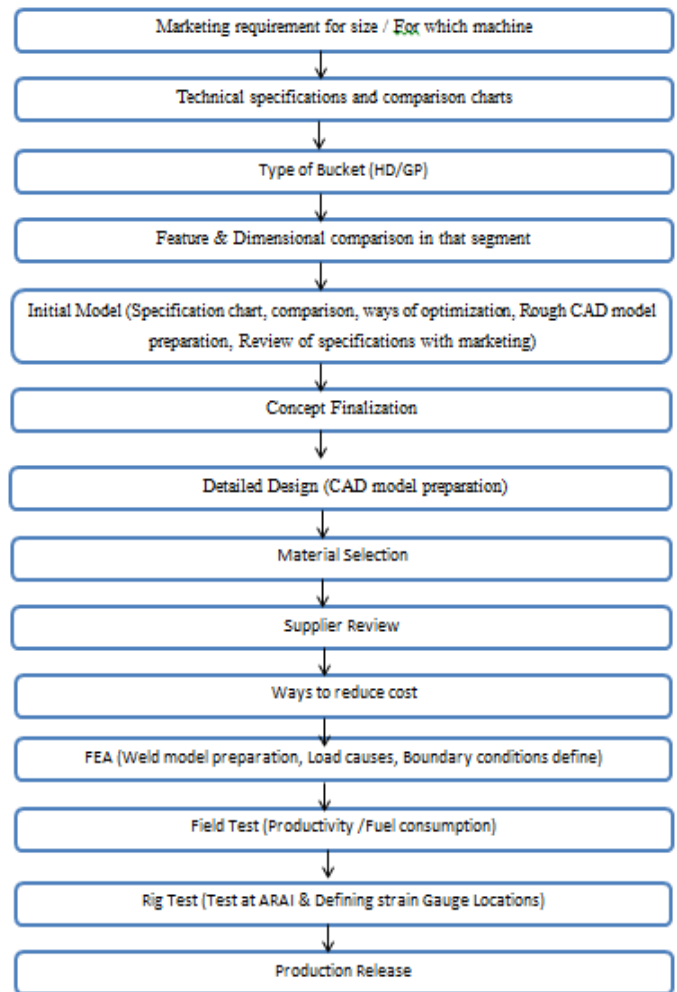 Marketing requirement for size / For which machine
Technical specifications and comparison charts
Type of Bucket (HD/GP)
Feature & Dimensional comparison in that segment
Initial Model (Specification chart, comparison, ways of optimization, Rough CAD model
preparation, Review of specifications with marketing)
Concept Finalization
Detailed Design (CAD model preparation)
Material Selection
Supplier Review
Ways to reduce cost
FEA (Weld model preparation, Load causes, Boundary conditions define)
Field Test (Productivity /Fuel consumption)
Rig Test (Test at ARAI & Defining strain Gauge Locations)
Production Release